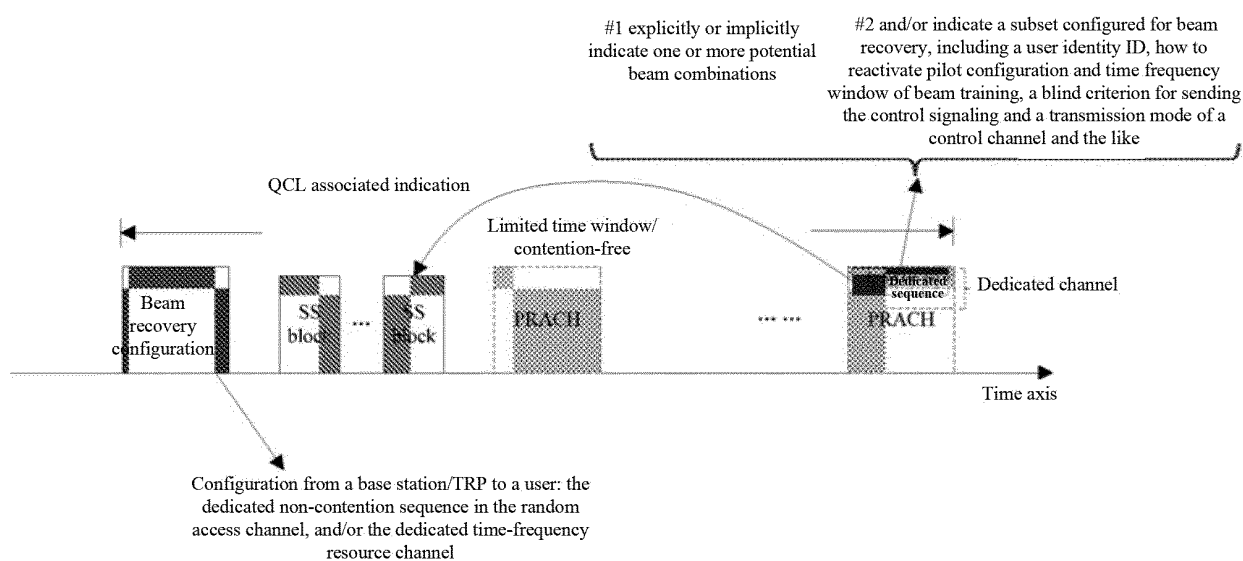 #1 explicitly or implicitly
indicate one or more potential
beam combinations
#2 and/or indicate a subset configured for beam
recovery, including a user identity ID, how to
reactivate pilot configuration and time frequency
window of beam training, a blind criterion for sending
the control signaling and a transmission mode of a
control channel and the like
QCL associated indication
Limited time window/
contention-free
Beam
recovery
configuration
SS
block
...
SS
block
PRACH
... ...
Dedicated
sequence
PRACH
Dedicated channel
Time axis
Configuration from a base station/TRP to a user: the
dedicated non-contention sequence in the random
access channel, and/or the dedicated time-frequency
resource channel